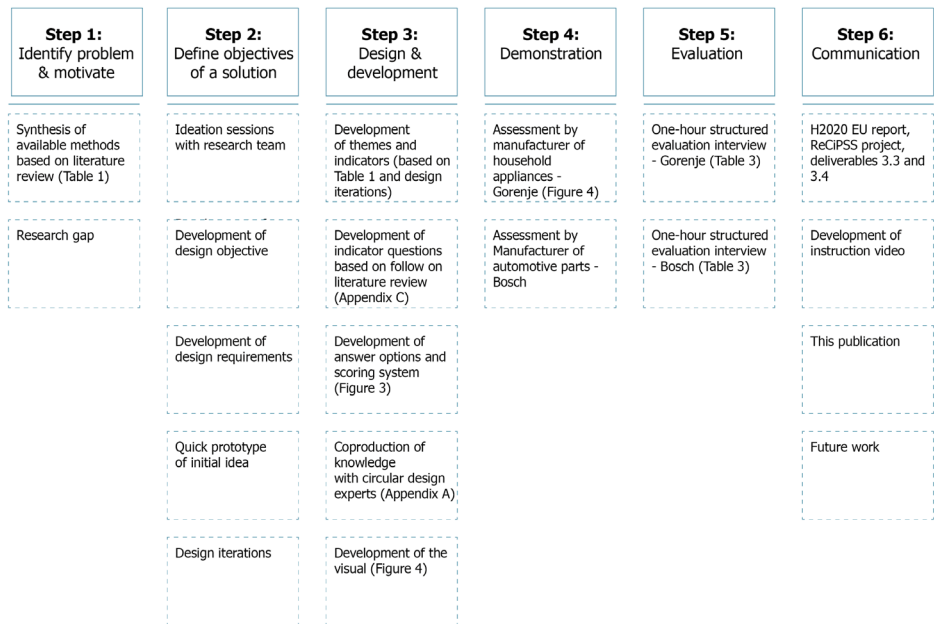 Step 1:
Identify problem
& motivate
Synthesis of
available methods
based on literature
review (Table 1)
Research gap
Step 2:
Define objectives
of a solution
Ideation sessions
with research team
Development of
design objective
Development of
design requirements
Quick prototype
of initial idea
Design iterations
Step 3:
Design &
development
Development
of themes and
indicators (based on
Table 1 and design
iterations)
Development of
indicator questions
based on follow on
literature review
(Appendix C)
Development of
answer options and
scoring system
(Figure 3)
Coproduction of
knowledge
with circular design
experts (Appendix A)
Development of the
visual (Figure 4)
Step 4:
Demonstration
Assessment by
manufacturer of
household
appliances -
Gorenje (Figure 4)
Assessment by
Manufacturer of
automotive parts -
Bosch
Step 5:
Evaluation
One-hour structured
evaluation interview
- Gorenje (Table 3)
One-hour structured
evaluation interview
- Bosch (Table 3)
Step 6:
Communication
H2020 EU report,
ReCiPSS project,
deliverables 3.3 and
3.4
Development of
instruction video
This publication
Future work